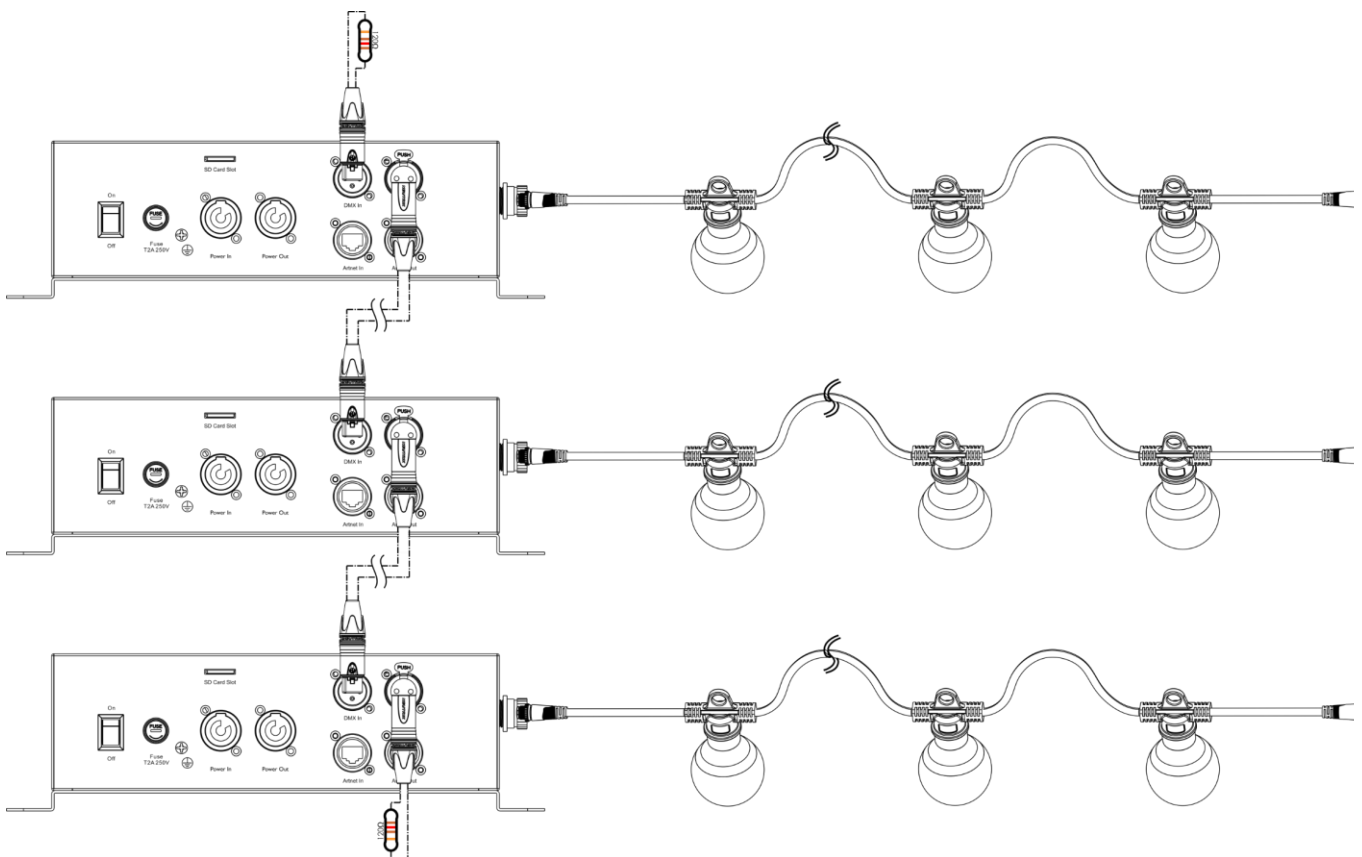 120Ω
PUSH
SD Card Slot
On
FUSE
DMX In
Off
Fuse
T2A 250V
Power In
Power Out
Artnet In
PUSH
SD Card Slot
On
FUSE
DMX In
Off
Fuse
T2A 250V
Power In
Power Out
Artnet In
PUSH
SD Card Slot
On
FUSE
DMX In
Off
Fuse
T2A 250V
Power In
Power Out
Artnet In
120Ω